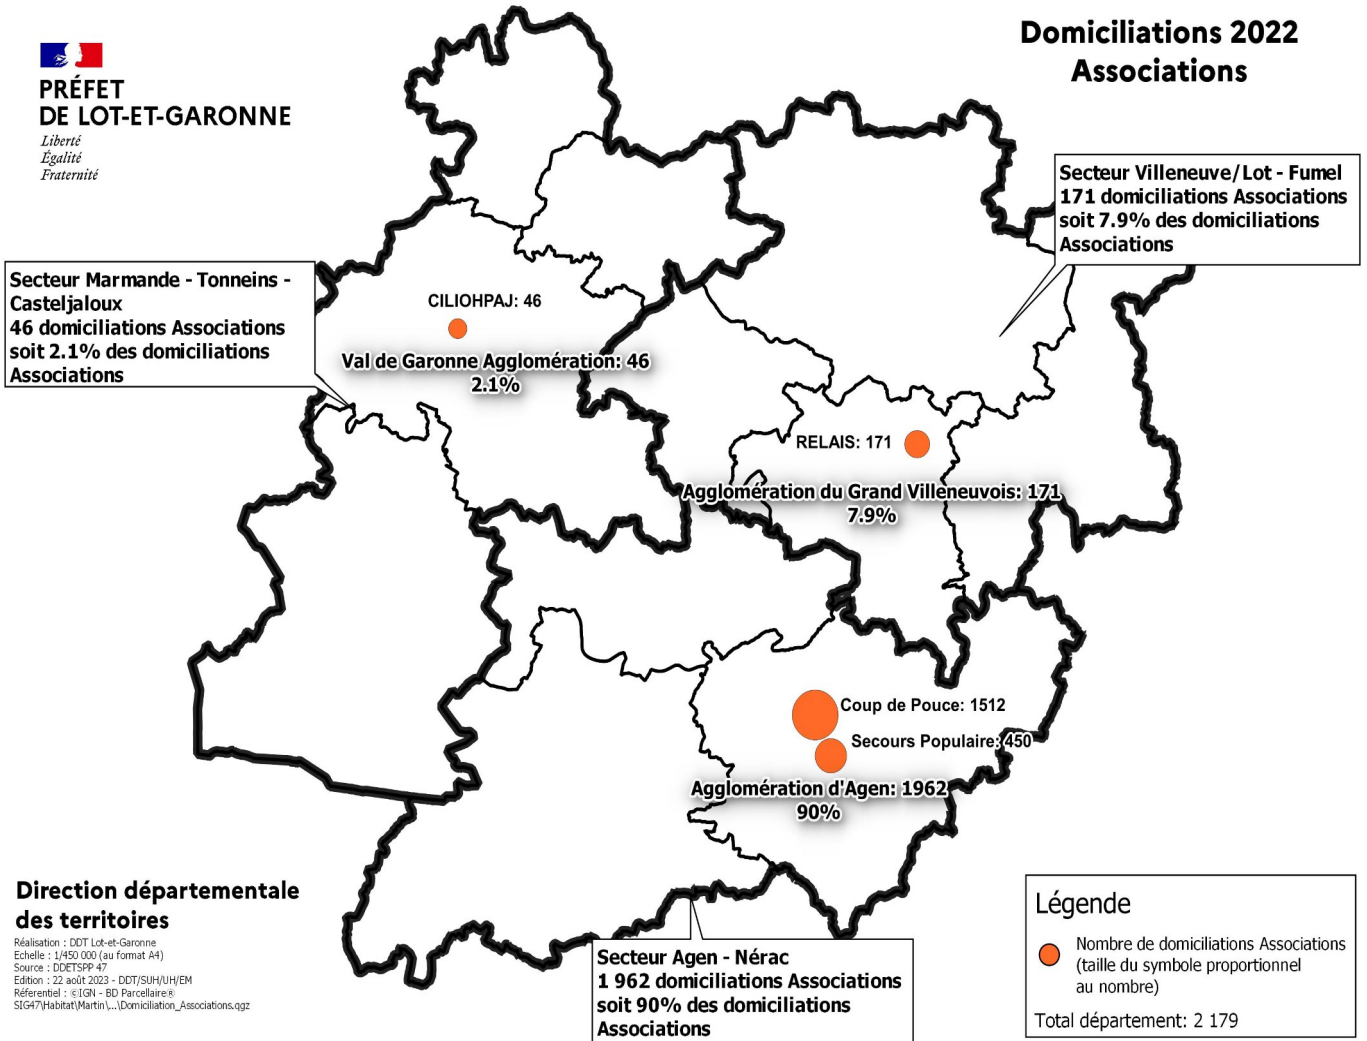 PRÉFET
DE LOT-ET-GARONNE
Liberté
Égalité
Fraternité
Domiciliations 2022
Associations
Secteur Villeneuve/Lot - Fumel
171 domiciliations Associations
soit 7.9% des domiciliations
Associations
Secteur Marmande - Tonneins -
Casteljaloux
46 domiciliations Associations
soit 2.1% des domiciliations
Associations
CILIOHPAJ: 46
Val de Garonne Agglomération: 46
2.1%
RELAIS: 171
Agglomération du Grand Villeneuvois: 171
7.9%
Coup de Pouce: 1512
Secours Populaire: 450
Agglomération d'Agen: 1962
90%
Secteur Agen - Nérac
1 962 domiciliations Associations
soit 90% des domiciliations
Associations
Direction départementale
des territoires
Réalisation : DDT Lot-et-Garonne
Echelle : 1/450 000 (au format A4)
Source : DDETSPP 47
Edition : 22 août 2023 - DDT/SUH/UH/EM
Réferentiel : ©IGN - BD Parcellaire®
SIG47\Habitat\Martin\...\Domiciliation_Associations.qgz
Légende
Nombre de domiciliations Associations
(taille du symbole proportionnel
au nombre)
Total département: 2 179